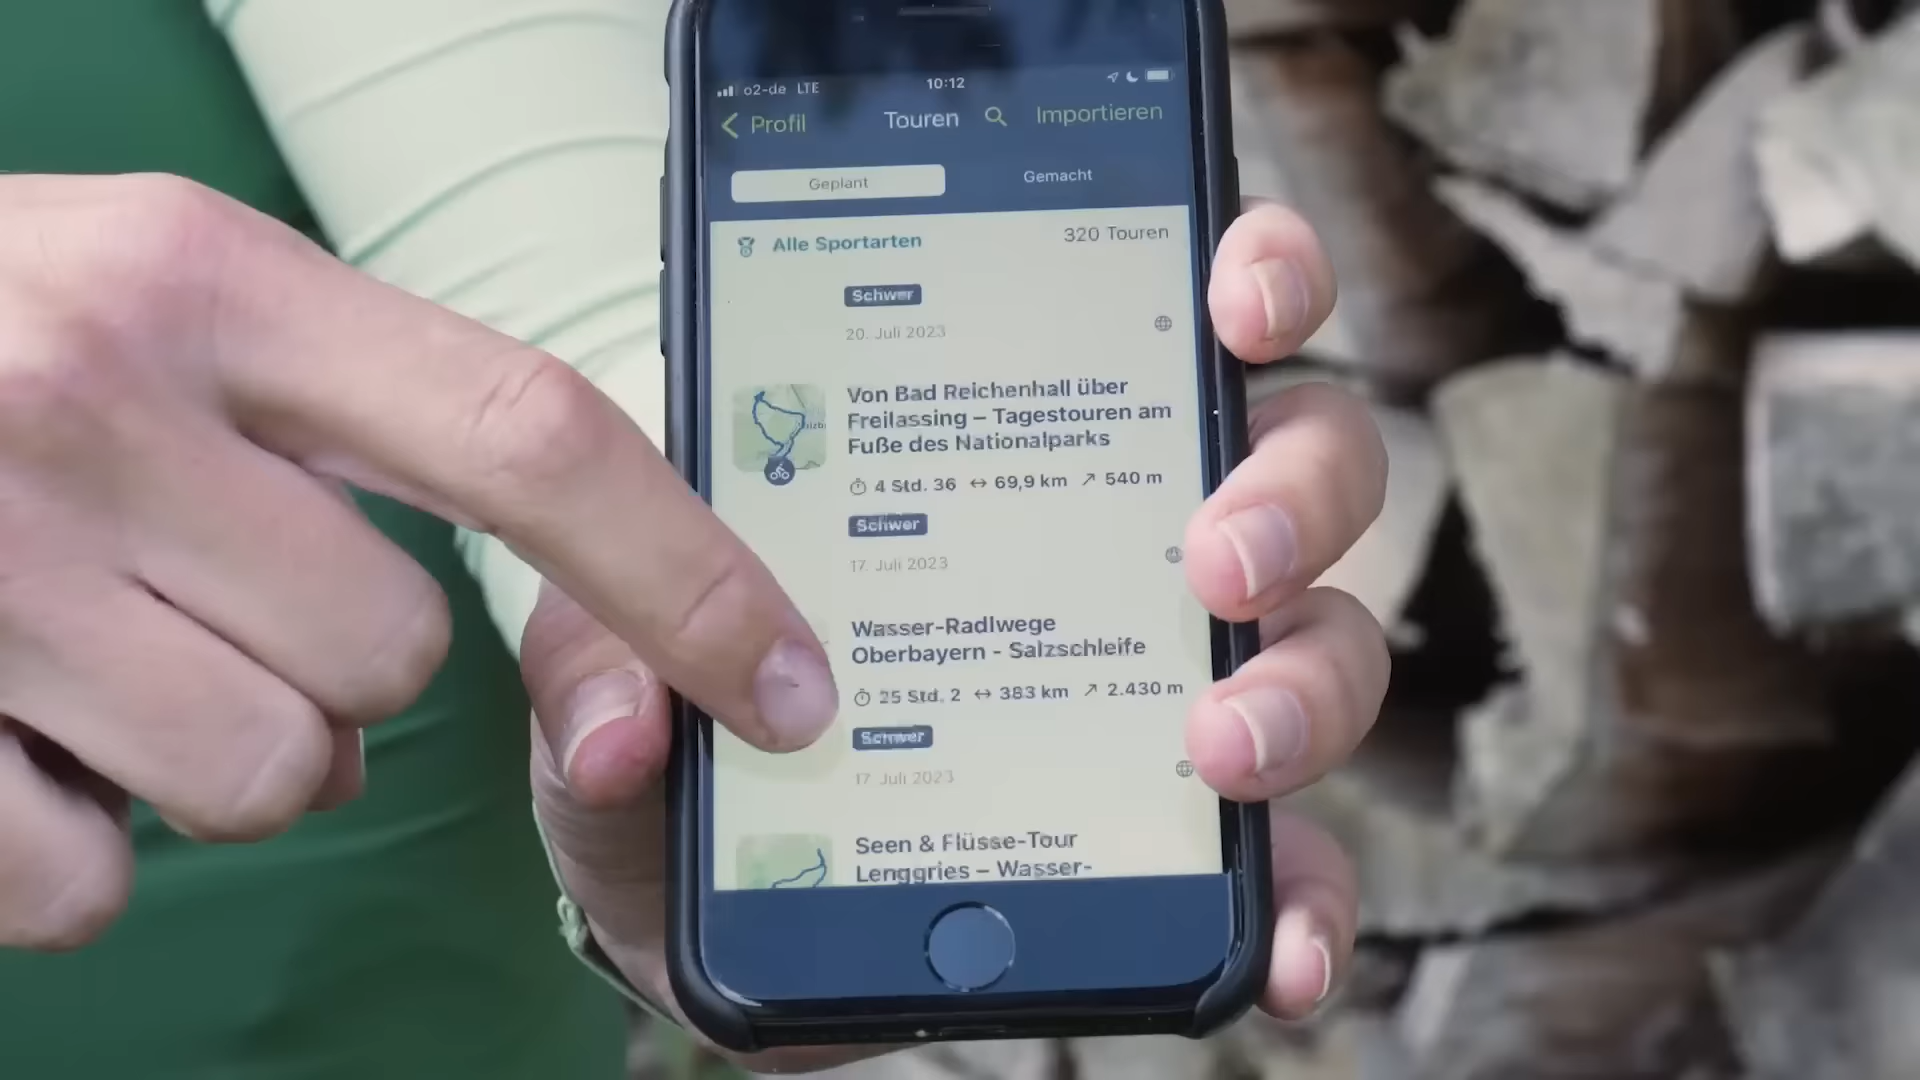 o2-de LTE 10:12
Profil Touren Importieren
Geplant Gemacht
Alle Sportarten 320 Touren
Schwer
20. Juli 2023
Von Bad Reichenhall über
Freilassing – Tagestouren am
Fuße des Nationalparks
4 Std. 36 ↔ 69,9 km ↗ 540 m
Schwer
17. Juli 2023
Wasser-Radlwege
Oberbayern - Salzschleife
25 Std. 2 ↔ 383 km ↗ 2.430 m
Schwer
17. Juli 2023
Seen & Flüsse-Tour
Lenggries – Wasser-